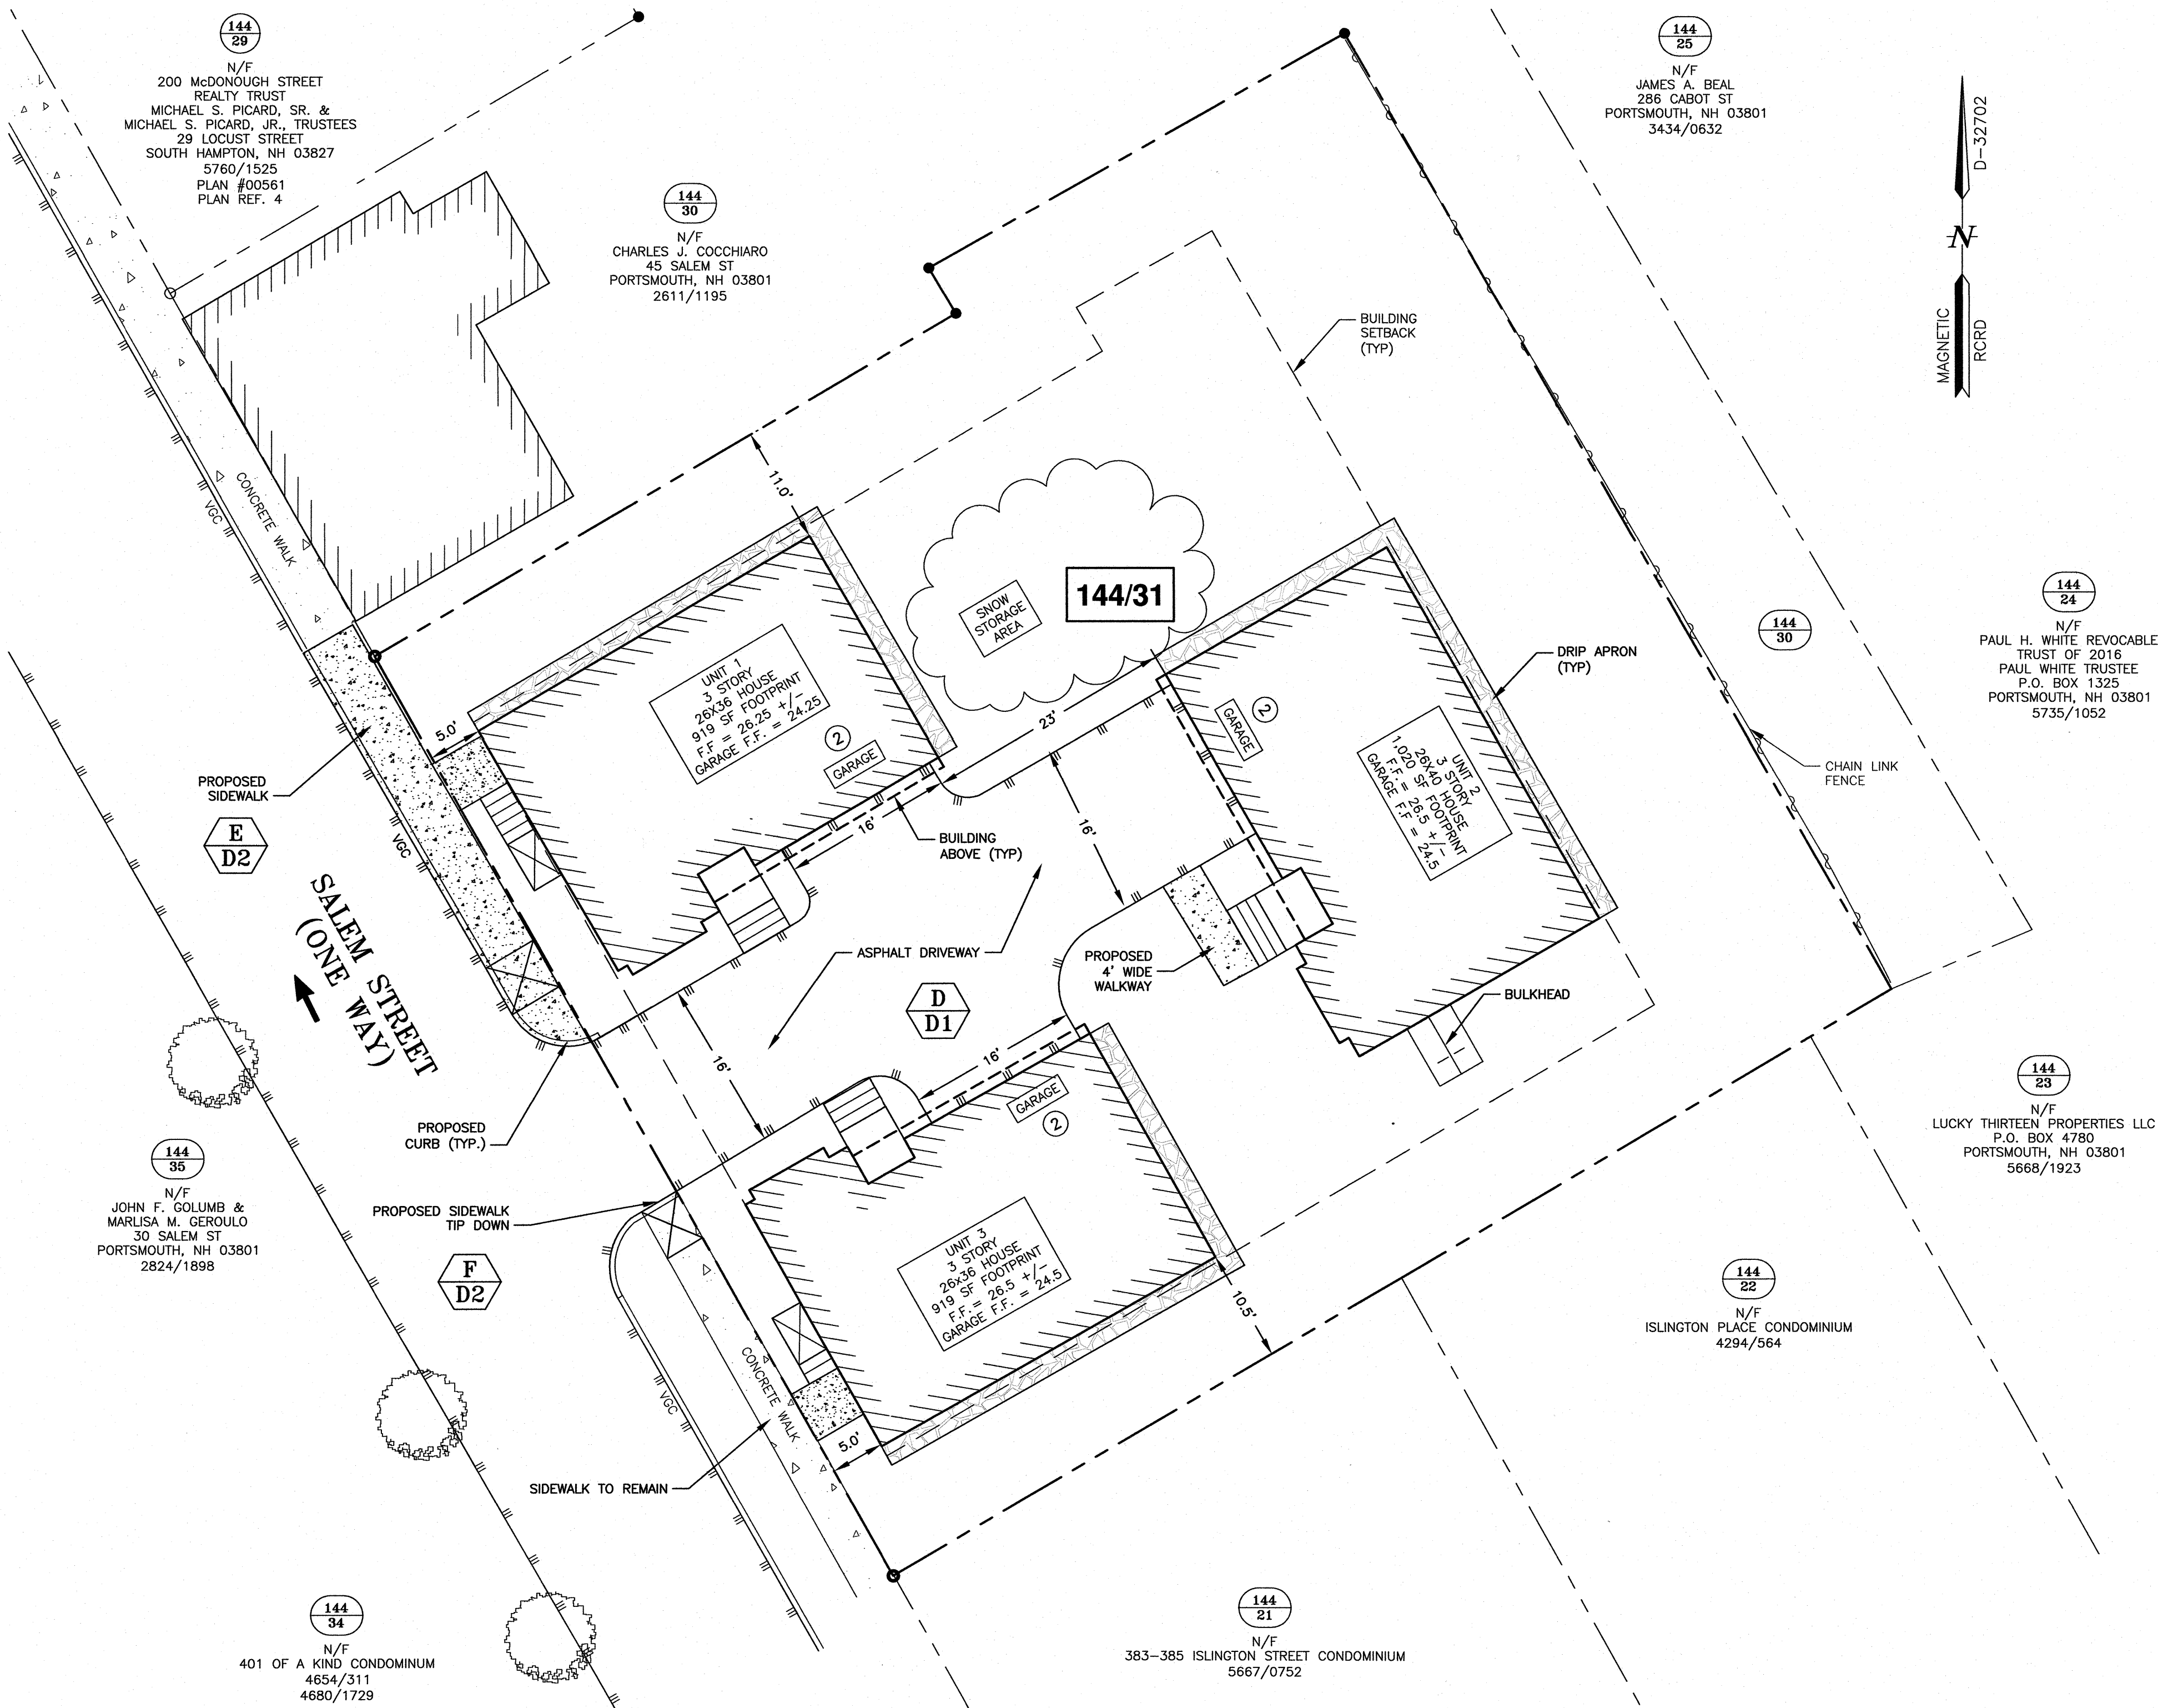 144
29
N/F
200 McDONOUGH STREET
REALTY TRUST
MICHAEL S. PICARD, SR. &
MICHAEL S. PICARD, JR., TRUSTEES
29 LOCUST STREET
SOUTH HAMPTON, NH 03827
5760/1525
PLAN #00561
PLAN REF. 4
144
30
N/F
CHARLES J. COCCHIARO
45 SALEM ST
PORTSMOUTH, NH 03801
2611/1195
144
25
N/F
JAMES A. BEAL
286 CABOT ST
PORTSMOUTH, NH 03801
3434/0632
D-32702
N
MAGNETIC
RCRD
BUILDING
SETBACK
(TYP)
CONCRETE WALK
VGC
11.0'
SNOW
STORAGE
AREA
144/31
144
30
144
24
N/F
PAUL H. WHITE REVOCABLE
TRUST OF 2016
PAUL WHITE TRUSTEE
P.O. BOX 1325
PORTSMOUTH, NH 03801
5735/1052
DRIP APRON
(TYP)
CHAIN LINK
FENCE
UNIT 1
3 STORY
26X36 HOUSE
919 SF FOOTPRINT
F.F = 26.25 +/-
GARAGE F.F. = 24.25
2
GARAGE
5.0'
23'
GARAGE
2
UNIT 2
3 STORY
26X40 HOUSE
1,020 SF FOOTPRINT
F.F. = 26.5 +/-
GARAGE F.F = 24.5
PROPOSED
SIDEWALK
E
D2
VGC
16'
BUILDING
ABOVE (TYP)
16'
SALEM STREET
(ONE WAY)
ASPHALT DRIVEWAY
PROPOSED
4' WIDE
WALKWAY
BULKHEAD
D
D1
16'
16'
GARAGE
2
PROPOSED
CURB (TYP.)
144
35
N/F
JOHN F. GOLUMB &
MARLISA M. GEROULO
30 SALEM ST
PORTSMOUTH, NH 03801
2824/1898
PROPOSED SIDEWALK
TIP DOWN
F
D2
UNIT 3
3 STORY
26x36 HOUSE
919 SF FOOTPRINT
F.F. = 26.5 +/-
GARAGE F.F. = 24.5
10.5'
144
23
N/F
LUCKY THIRTEEN PROPERTIES LLC
P.O. BOX 4780
PORTSMOUTH, NH 03801
5668/1923
144
22
N/F
ISLINGTON PLACE CONDOMINIUM
4294/564
VGC
CONCRETE WALK
5.0'
SIDEWALK TO REMAIN
144
34
N/F
401 OF A KIND CONDOMINUM
4654/311
4680/1729
144
21
N/F
383-385 ISLINGTON STREET CONDOMINIUM
5667/0752